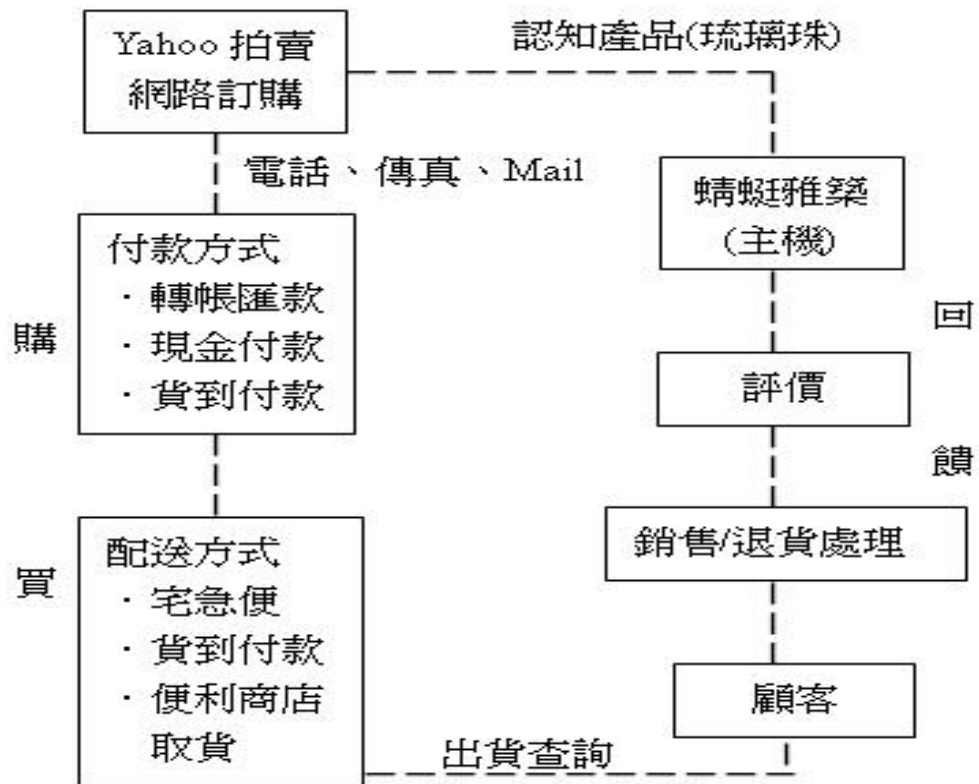 Yahoo 拍賣
網路訂購
認知產品(琉璃珠)
電話、傳真、Mail
蜻蜓雅築
(主機)
付款方式
·轉帳匯款
·現金付款
·貨到付款
購
買
回
饋
評價
銷售/退貨處理
配送方式
·宅急便
·貨到付款
·便利商店
取貨
顧客
出貨查詢